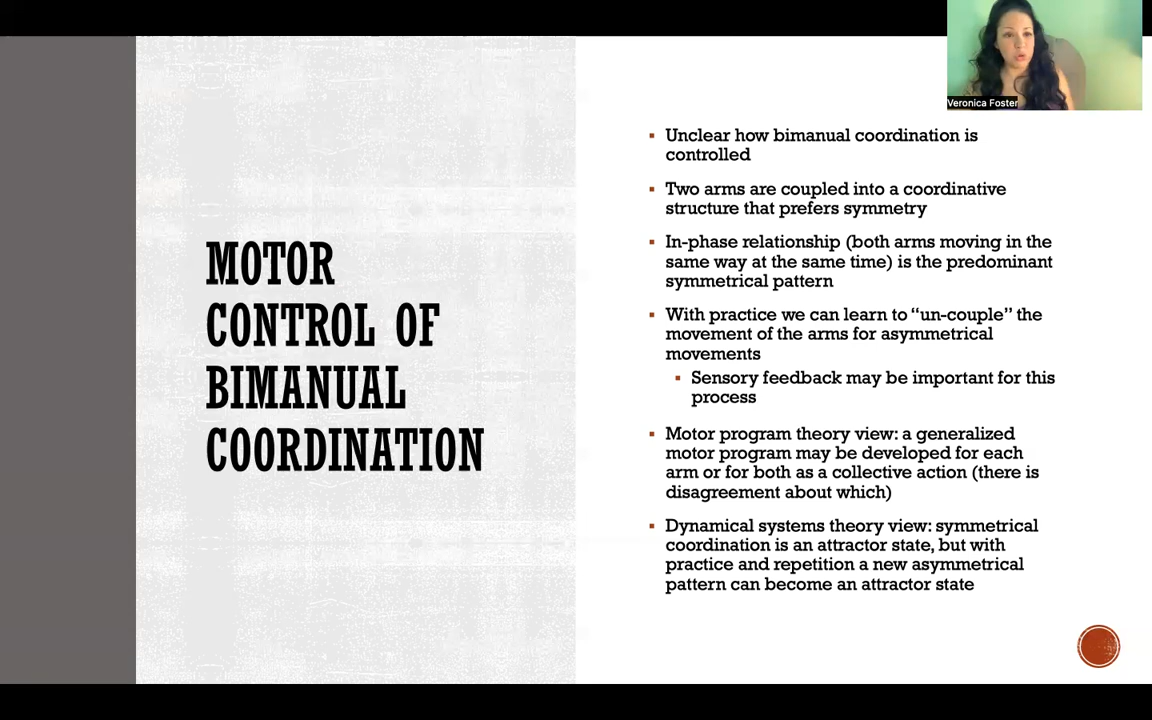 Veronica Foster
MOTOR
CONTROL OF
BIMANUAL
COORDINATION
▪ Unclear how bimanual coordination is
controlled
▪ Two arms are coupled into a coordinative
structure that prefers symmetry
▪ In-phase relationship (both arms moving in the
same way at the same time) is the predominant
symmetrical pattern
▪ With practice we can learn to “un-couple” the
movement of the arms for asymmetrical
movements
▪ Sensory feedback may be important for this
process
▪ Motor program theory view: a generalized
motor program may be developed for each
arm or for both as a collective action (there is
disagreement about which)
▪ Dynamical systems theory view: symmetrical
coordination is an attractor state, but with
practice and repetition a new asymmetrical
pattern can become an attractor state